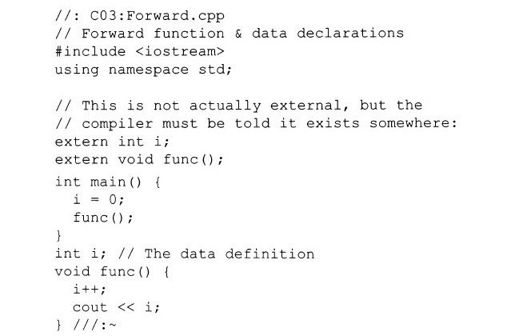 //: C03:Forward.cpp
// Forward function & data declarations
#include <iostream>
using namespace std;

// This is not actually external, but the
// compiler must be told it exists somewhere:
extern int i;
extern void func();
int main() {
  i = 0;
  func();
}
int i; // The data definition
void func() {
  i++;
  cout << i;
} ///:~